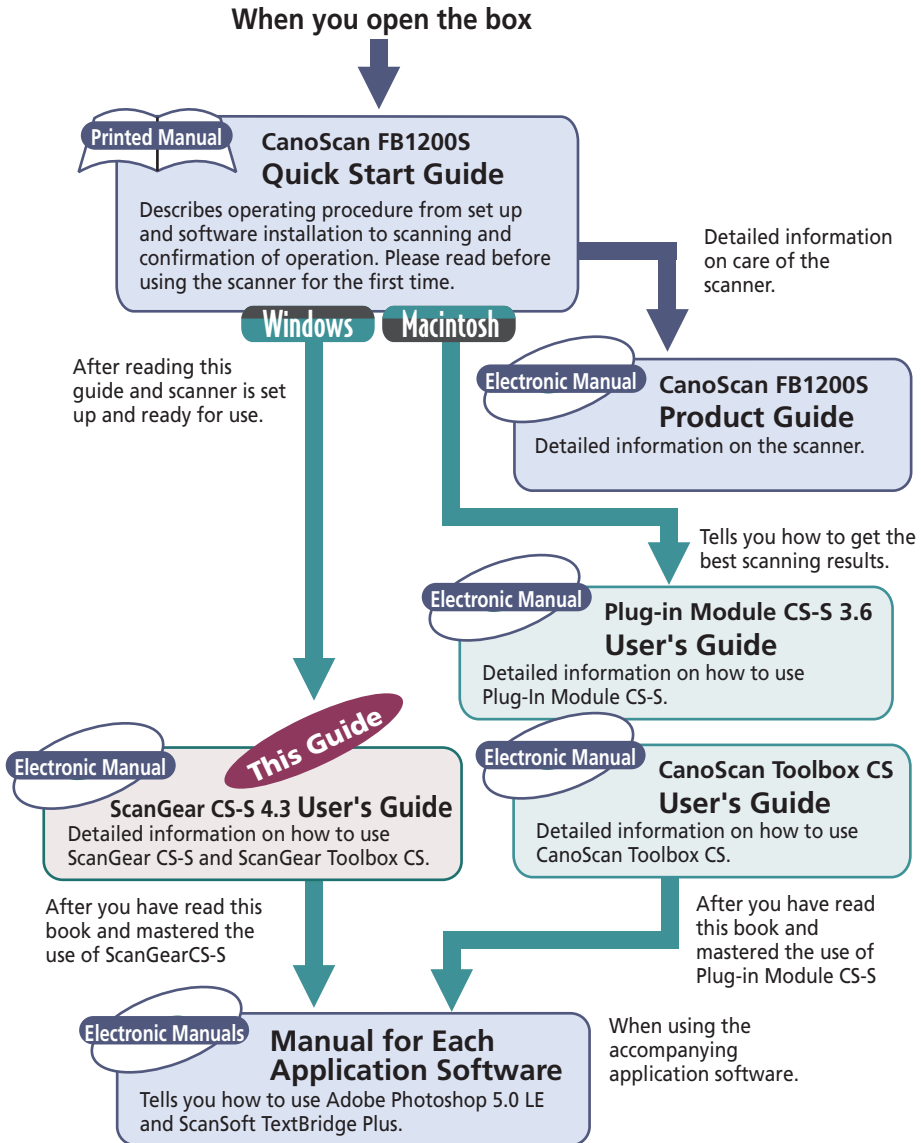 When you open the box
Printed Manual
CanoScan FB1200S
Quick Start Guide
Describes operating procedure from set up
and software installation to scanning and
confirmation of operation. Please read before
using the scanner for the first time.
Windows
Macintosh
Detailed information
on care of the
scanner.
After reading this
guide and scanner is set
up and ready for use.
Electronic Manual
CanoScan FB1200S
Product Guide
Detailed information on the scanner.
Tells you how to get the
best scanning results.
Electronic Manual
Plug-in Module CS-S 3.6
User's Guide
Detailed information on how to use
Plug-In Module CS-S.
This Guide
Electronic Manual
ScanGear CS-S 4.3 User's Guide
Detailed information on how to use
ScanGear CS-S and ScanGear Toolbox CS.
Electronic Manual
CanoScan Toolbox CS
User's Guide
Detailed information on how to use
CanoScan Toolbox CS.
After you have read this
book and mastered the
use of ScanGearCS-S
After you have read
this book and
mastered the use of
Plug-in Module CS-S
Electronic Manuals
Manual for Each
Application Software
Tells you how to use Adobe Photoshop 5.0 LE
and ScanSoft TextBridge Plus.
When using the
accompanying
application software.